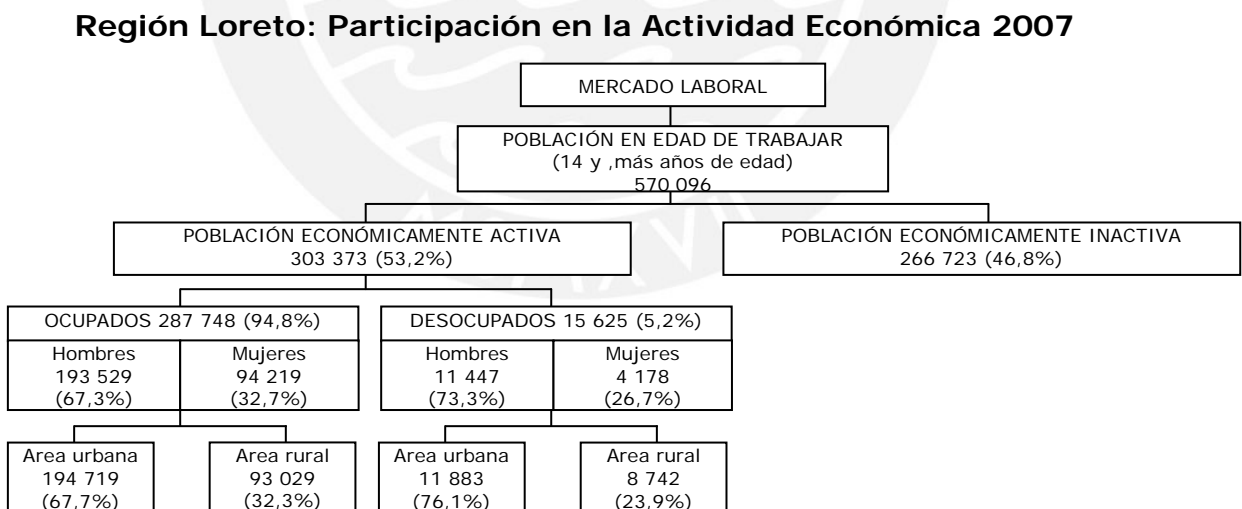 Región Loreto: Participación en la Actividad Económica 2007
MERCADO LABORAL
POBLACIÓN EN EDAD DE TRABAJAR
(14 y ,más años de edad)
570 096
POBLACIÓN ECONÓMICAMENTE ACTIVA
303 373 (53,2%)
POBLACIÓN ECONÓMICAMENTE INACTIVA
266 723 (46,8%)
OCUPADOS 287 748 (94,8%)
Hombres
193 529
(67,3%)
Mujeres
94 219
(32,7%)
DESOCUPADOS 15 625 (5,2%)
Hombres
11 447
(73,3%)
Mujeres
4 178
(26,7%)
Area urbana
194 719
(67,7%)
Area rural
93 029
(32,3%)
Area urbana
11 883
(76,1%)
Area rural
8 742
(23,9%)